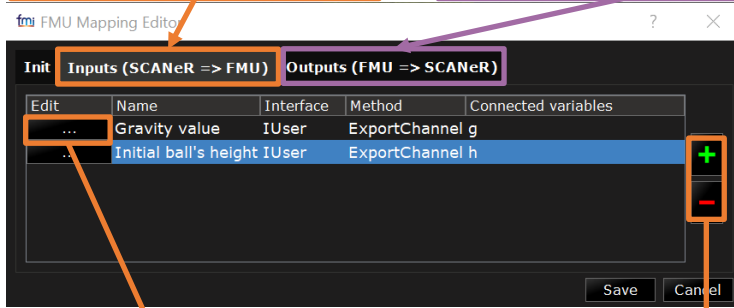 fmi FMU Mapping Editor ?
Init Inputs (SCANeR => FMU) Outputs (FMU => SCANeR)
Edit Name Interface Method Connected variables
... Gravity value IUser ExportChannel g
... Initial ball's height IUser ExportChannel h
+
–
Save Cancel